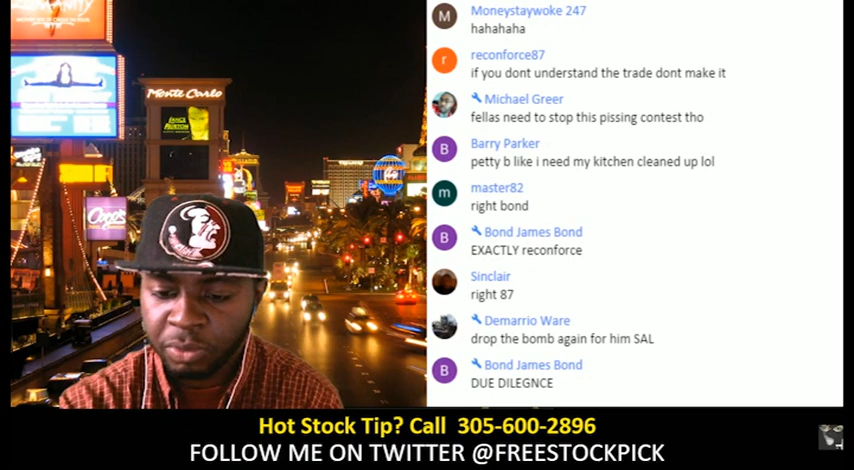 Monte Carlo
LANCE
BURTON
Moneystaywoke 247
hahahaha
reconforce87
if you dont understand the trade dont make it
Michael Greer
fellas need to stop this pissing contest tho
Barry Parker
petty b like i need my kitchen cleaned up lol
master82
right bond
Bond James Bond
EXACTLY reconforce
Sinclair
right 87
Demarrio Ware
drop the bomb again for him SAL
Bond James Bond
DUE DILEGNCE
Hot Stock Tip? Call 305-600-2896
FOLLOW ME ON TWITTER @FREESTOCKPICK